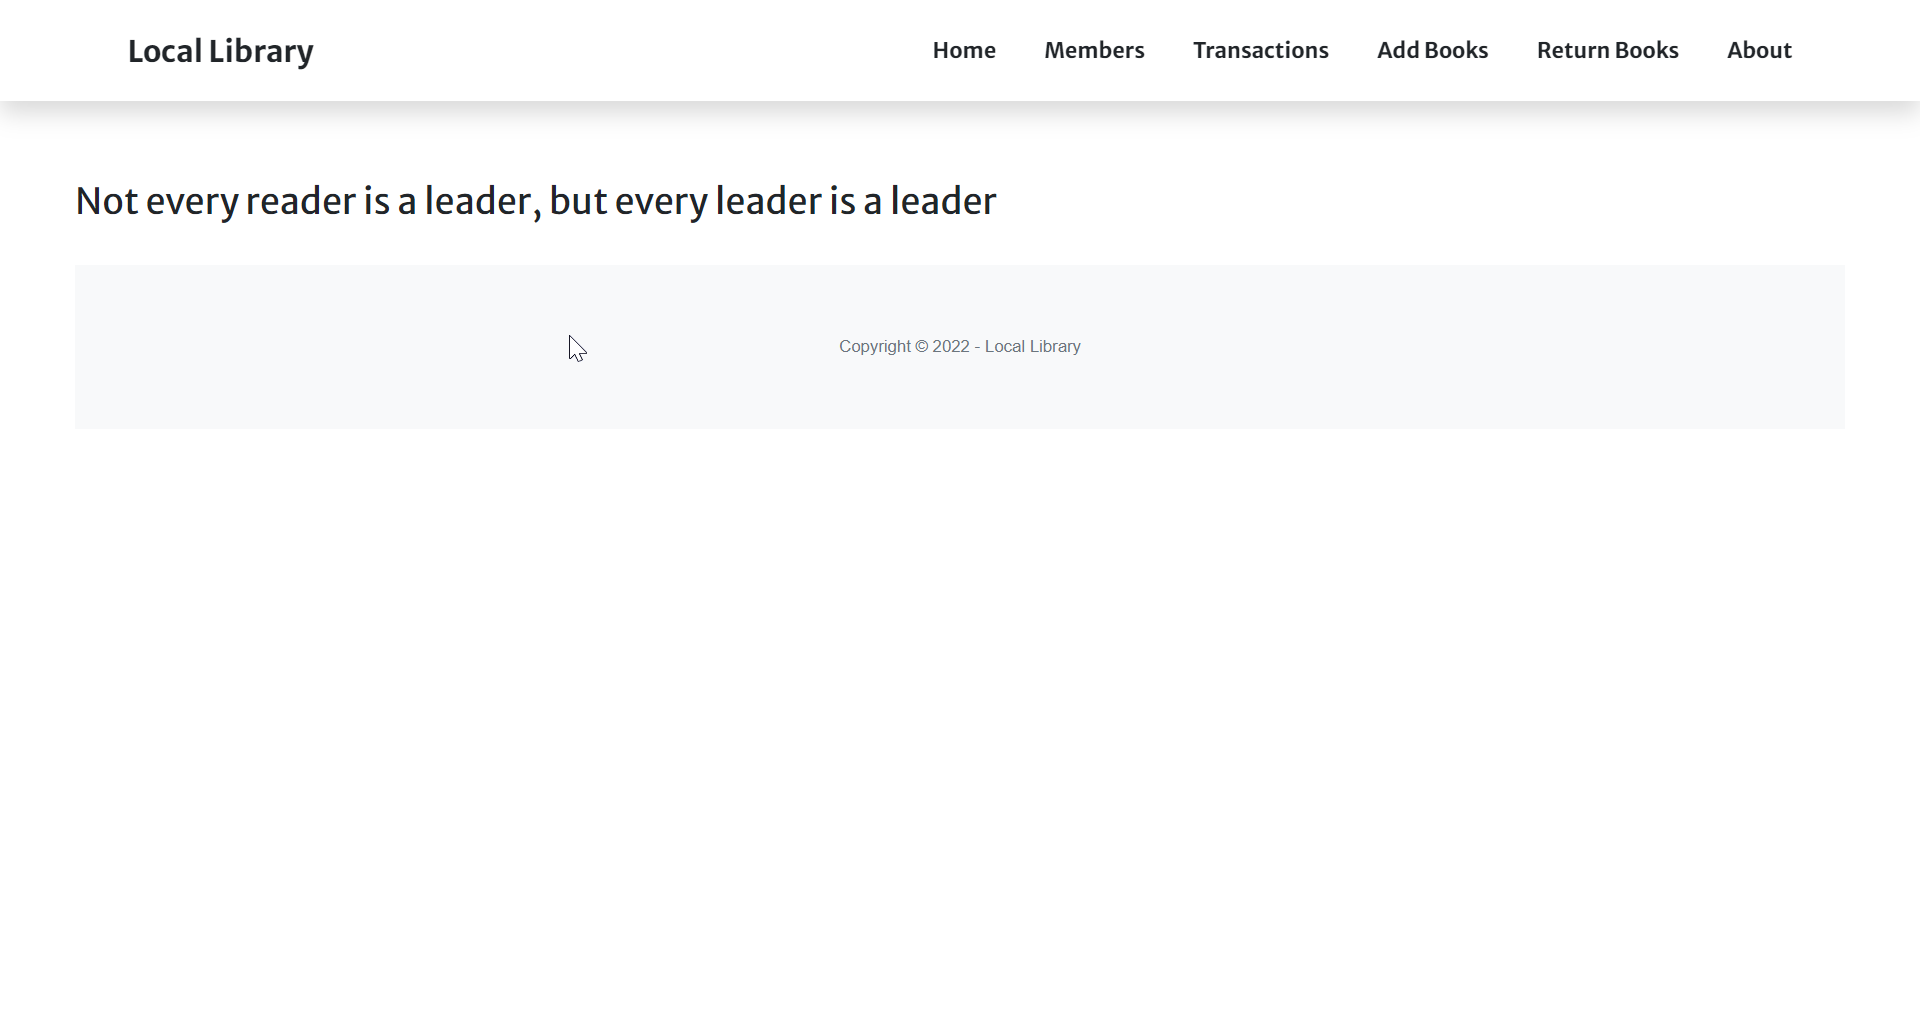 Local Library
Home Members Transactions Add Books Return Books About
Not every reader is a leader, but every leader is a leader
Copyright © 2022 - Local Library